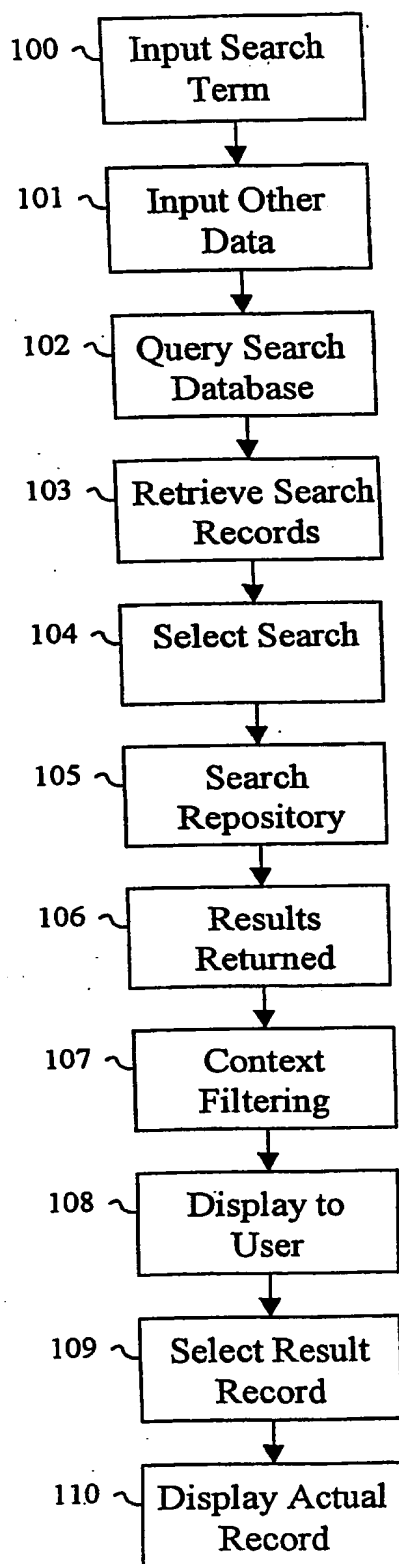 100 Input Search
Term
101 Input Other
Data
102 Query Search
Database
103 Retrieve Search
Records
104 Select Search
105 Search
Repository
106 Results
Returned
107 Context
Filtering
108 Display to
User
109 Select Result
Record
110 Display Actual
Record